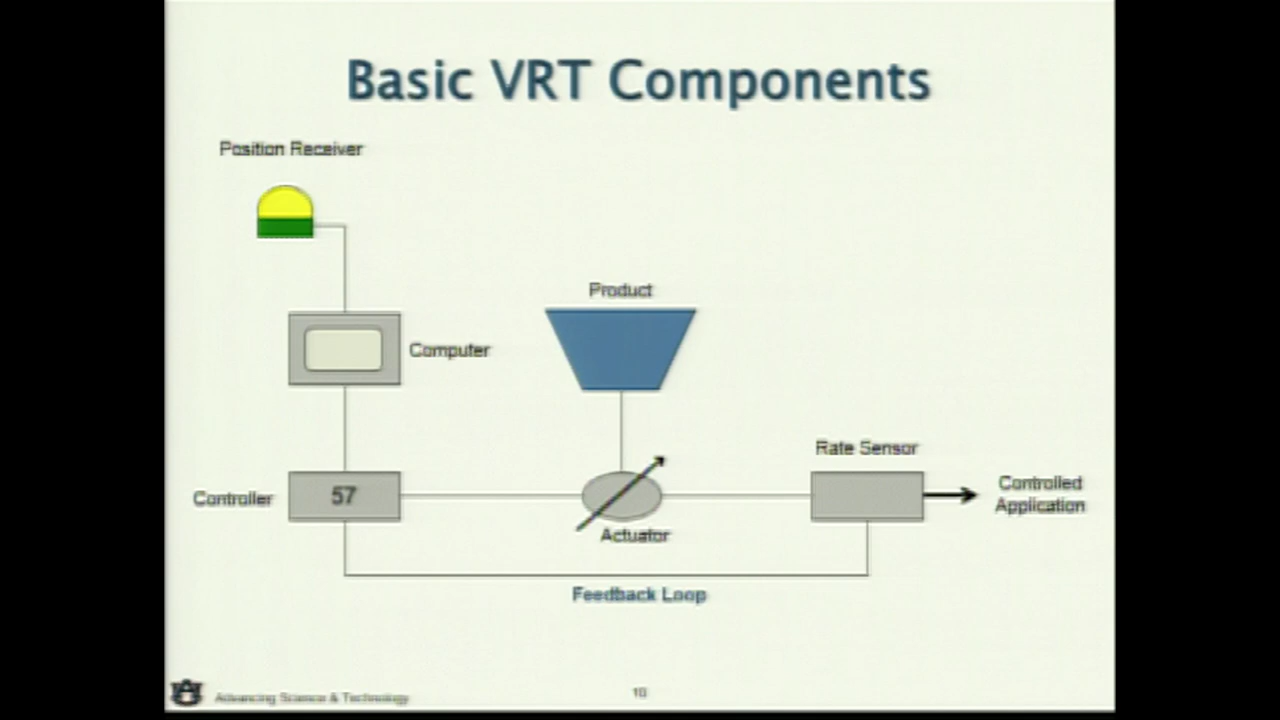 Basic VRT Components
Position Receiver
Product
Computer
Rate Sensor
Controller
57
Controlled
Application
Actuator
Feedback Loop
Advancing Science & Technology
10